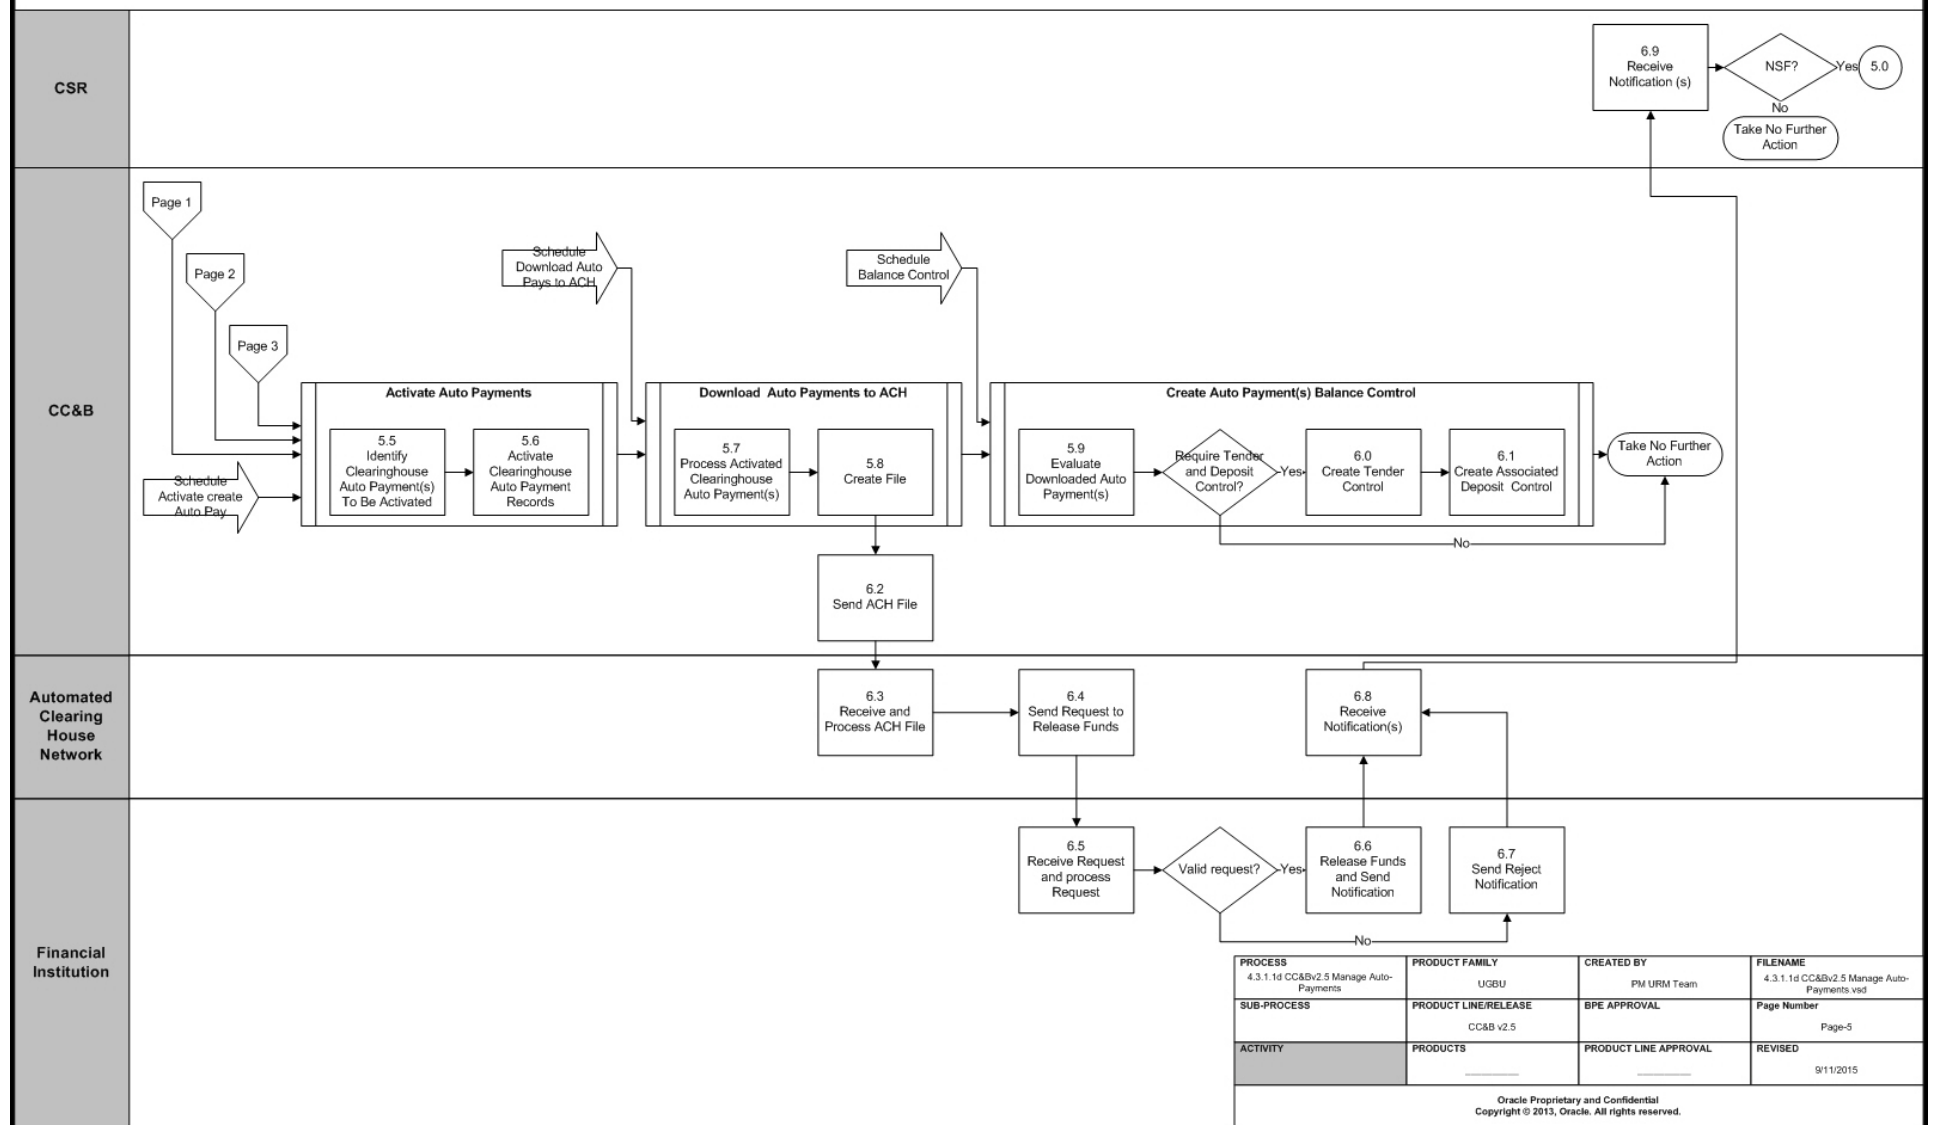 CSR
6.9
Receive
Notification (s)
NSF?
Yes
5.0
No
Take No Further
Action
CC&B
Page 1
Page 2
Page 3
Schedule
Download Auto
Pays to ACH
Schedule
Balance Control
Schedule
Activate create
Auto Pay
Activate Auto Payments
5.5
Identify
Clearinghouse
Auto Payment(s)
To Be Activated
5.6
Activate
Clearinghouse
Auto Payment
Records
Download Auto Payments to ACH
5.7
Process Activated
Clearinghouse
Auto Payment(s)
5.8
Create File
Create Auto Payment(s) Balance Comtrol
5.9
Evaluate
Downloaded Auto
Payment(s)
Require Tender
and Deposit
Control?
Yes
6.0
Create Tender
Control
6.1
Create Associated
Deposit Control
Take No Further
Action
No
6.2
Send ACH File
Automated
Clearing
House
Network
6.3
Receive and
Process ACH File
6.4
Send Request to
Release Funds
6.8
Receive
Notification(s)
Financial
Institution
6.5
Receive Request
and process
Request
Valid request?
Yes
6.6
Release Funds
and Send
Notification
6.7
Send Reject
Notification
No
PROCESS
4.3.1.1d CC&Bv2.5 Manage Auto-
Payments
PRODUCT FAMILY
UGBU
CREATED BY
PM URM Team
FILENAME
4.3.1.1d CC&Bv2.5 Manage Auto-
Payments.vsd
SUB-PROCESS
PRODUCT LINE/RELEASE
CC&B v2.5
BPE APPROVAL
Page Number
Page-5
ACTIVITY
PRODUCTS
PRODUCT LINE APPROVAL
REVISED
9/11/2015
Oracle Proprietary and Confidential
Copyright © 2013, Oracle. All rights reserved.